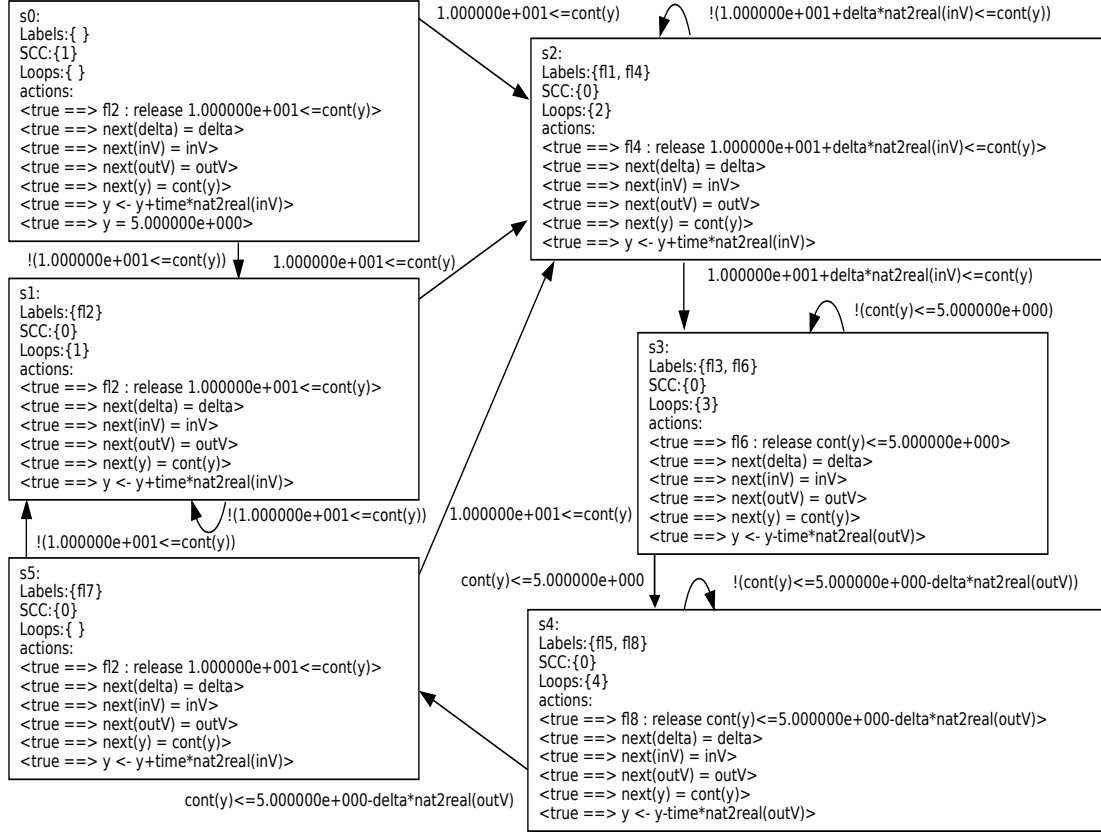 s0:
Labels:{ }
SCC:{1}
Loops:{ }
actions:
<true ==> fl2 : release 1.000000e+001<=cont(y)>
<true ==> next(delta) = delta>
<true ==> next(inV) = inV>
<true ==> next(outV) = outV>
<true ==> next(y) = cont(y)>
<true ==> y <- y+time*nat2real(inV)>
<true ==> y = 5.000000e+000>
1.000000e+001<=cont(y)
!(1.000000e+001+delta*nat2real(inV)<=cont(y))
s2:
Labels:{fl1, fl4}
SCC:{0}
Loops:{2}
actions:
<true ==> fl4 : release 1.000000e+001+delta*nat2real(inV)<=cont(y)>
<true ==> next(delta) = delta>
<true ==> next(inV) = inV>
<true ==> next(outV) = outV>
<true ==> next(y) = cont(y)>
<true ==> y <- y+time*nat2real(inV)>
!(1.000000e+001<=cont(y))
1.000000e+001<=cont(y)
1.000000e+001+delta*nat2real(inV)<=cont(y)
s1:
Labels:{fl2}
SCC:{0}
Loops:{1}
actions:
<true ==> fl2 : release 1.000000e+001<=cont(y)>
<true ==> next(delta) = delta>
<true ==> next(inV) = inV>
<true ==> next(outV) = outV>
<true ==> next(y) = cont(y)>
<true ==> y <- y+time*nat2real(inV)>
!(cont(y)<=5.000000e+000)
s3:
Labels:{fl3, fl6}
SCC:{0}
Loops:{3}
actions:
<true ==> fl6 : release cont(y)<=5.000000e+000>
<true ==> next(delta) = delta>
<true ==> next(inV) = inV>
<true ==> next(outV) = outV>
<true ==> next(y) = cont(y)>
<true ==> y <- y-time*nat2real(outV)>
!(1.000000e+001<=cont(y))
!(1.000000e+001<=cont(y))
1.000000e+001<=cont(y)
cont(y)<=5.000000e+000
!(cont(y)<=5.000000e+000-delta*nat2real(outV))
s5:
Labels:{fl7}
SCC:{0}
Loops:{ }
actions:
<true ==> fl2 : release 1.000000e+001<=cont(y)>
<true ==> next(delta) = delta>
<true ==> next(inV) = inV>
<true ==> next(outV) = outV>
<true ==> next(y) = cont(y)>
<true ==> y <- y+time*nat2real(inV)>
s4:
Labels:{fl5, fl8}
SCC:{0}
Loops:{4}
actions:
<true ==> fl8 : release cont(y)<=5.000000e+000-delta*nat2real(outV)>
<true ==> next(delta) = delta>
<true ==> next(inV) = inV>
<true ==> next(outV) = outV>
<true ==> next(y) = cont(y)>
<true ==> y <- y-time*nat2real(outV)>
cont(y)<=5.000000e+000-delta*nat2real(outV)